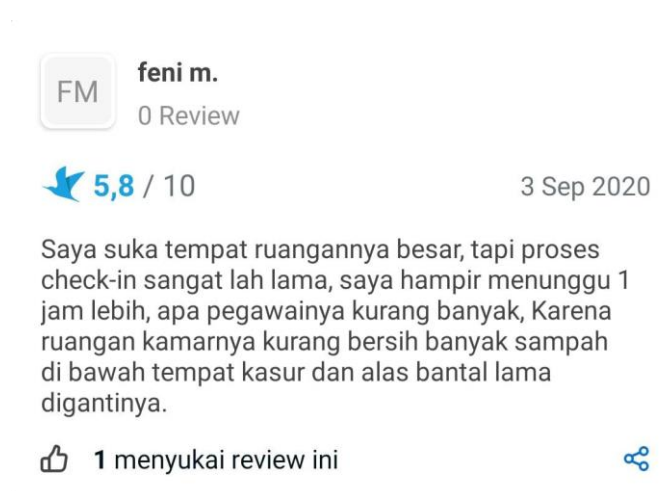 FM
feni m.
0 Review
5,8 / 10
3 Sep 2020
Saya suka tempat ruangannya besar, tapi proses
check-in sangat lah lama, saya hampir menunggu 1
jam lebih, apa pegawainya kurang banyak, Karena
ruangan kamarnya kurang bersih banyak sampah
di bawah tempat kasur dan alas bantal lama
digantinya.
1 menyukai review ini